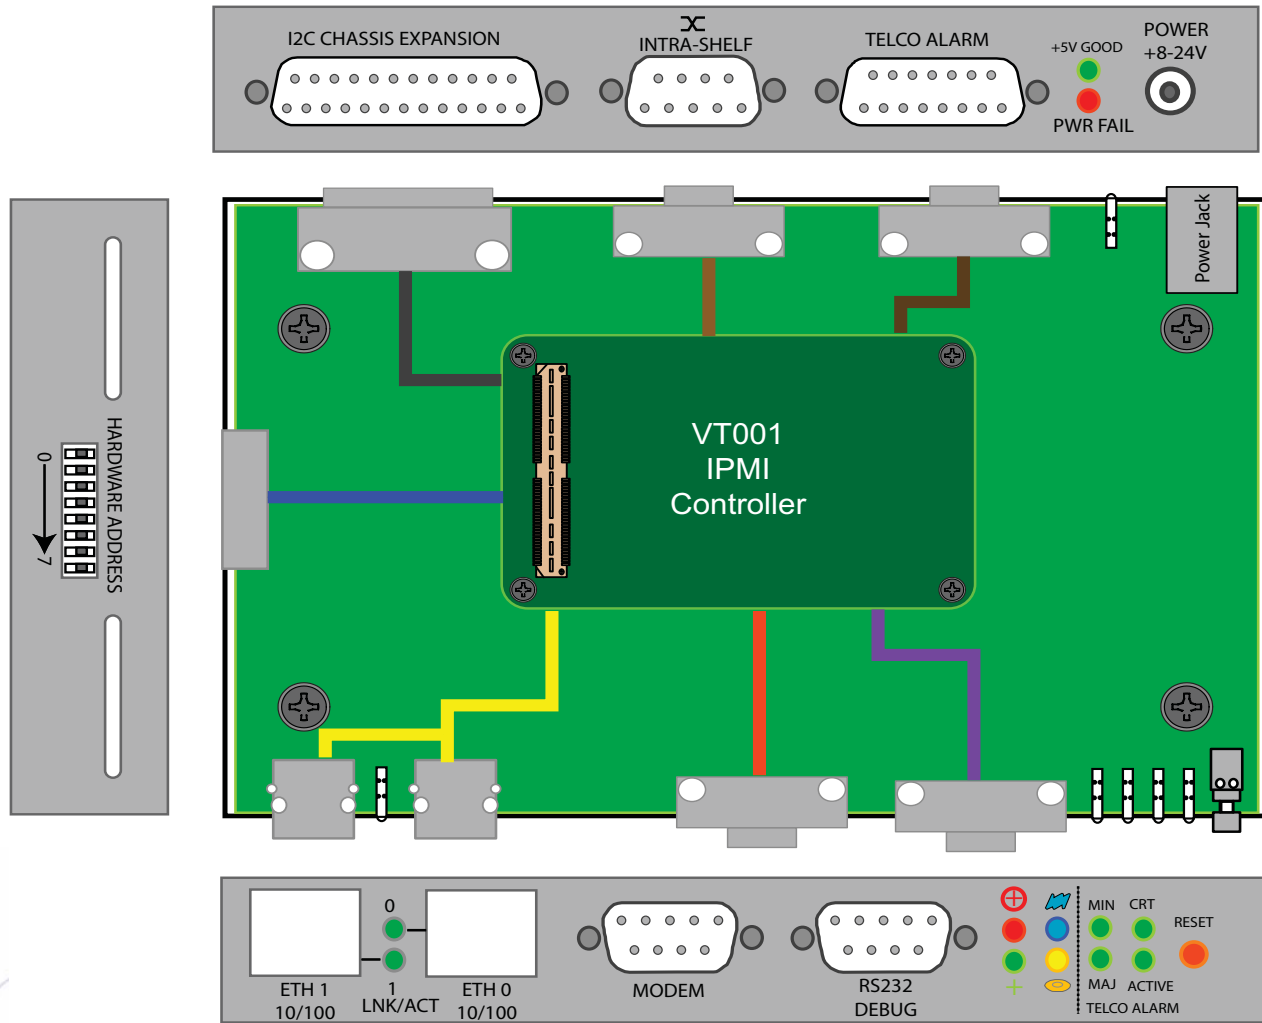 I2C CHASSIS EXPANSION
INTRA-SHELF
TELCO ALARM
+5V GOOD
PWR FAIL
POWER
+8-24V
Power Jack
HARDWARE ADDRESS
0
7
VT001
IPMI
Controller
ETH 1
10/100
0
1
LNK/ACT
ETH 0
10/100
MODEM
RS232
DEBUG
MIN
CRT
MAJ
ACTIVE
TELCO ALARM
RESET